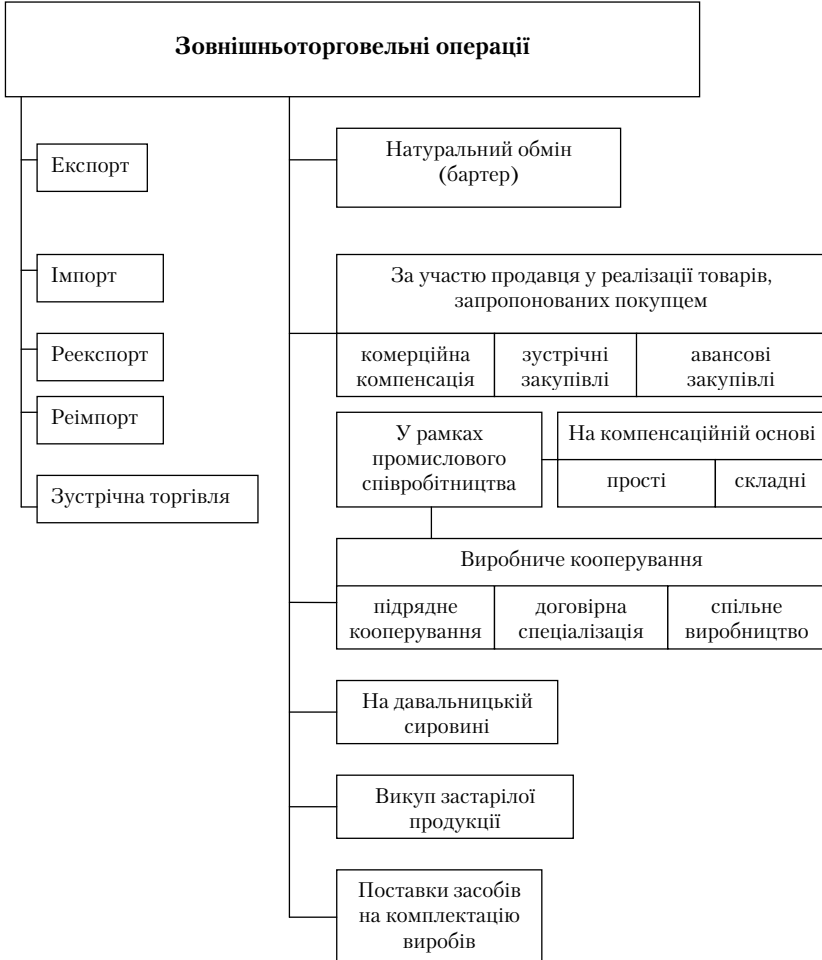 Зовнішньоторговельні операції
Експорт
Імпорт
Реекспорт
Реімпорт
Зустрічна торгівля
Натуральний обмін
(бартер)
За участю продавця у реалізації товарів,
запропонованих покупцем
комерційна
компенсація
зустрічні
закупівлі
авансові
закупівлі
У рамках
промислового
співробітництва
На компенсаційній основі
прості
складні
Виробниче кооперування
підрядне
кооперування
договірна
спеціалізація
спільне
виробництво
На давальницькій
сировині
Викуп застарілої
продукції
Поставки засобів
на комплектацію
виробів